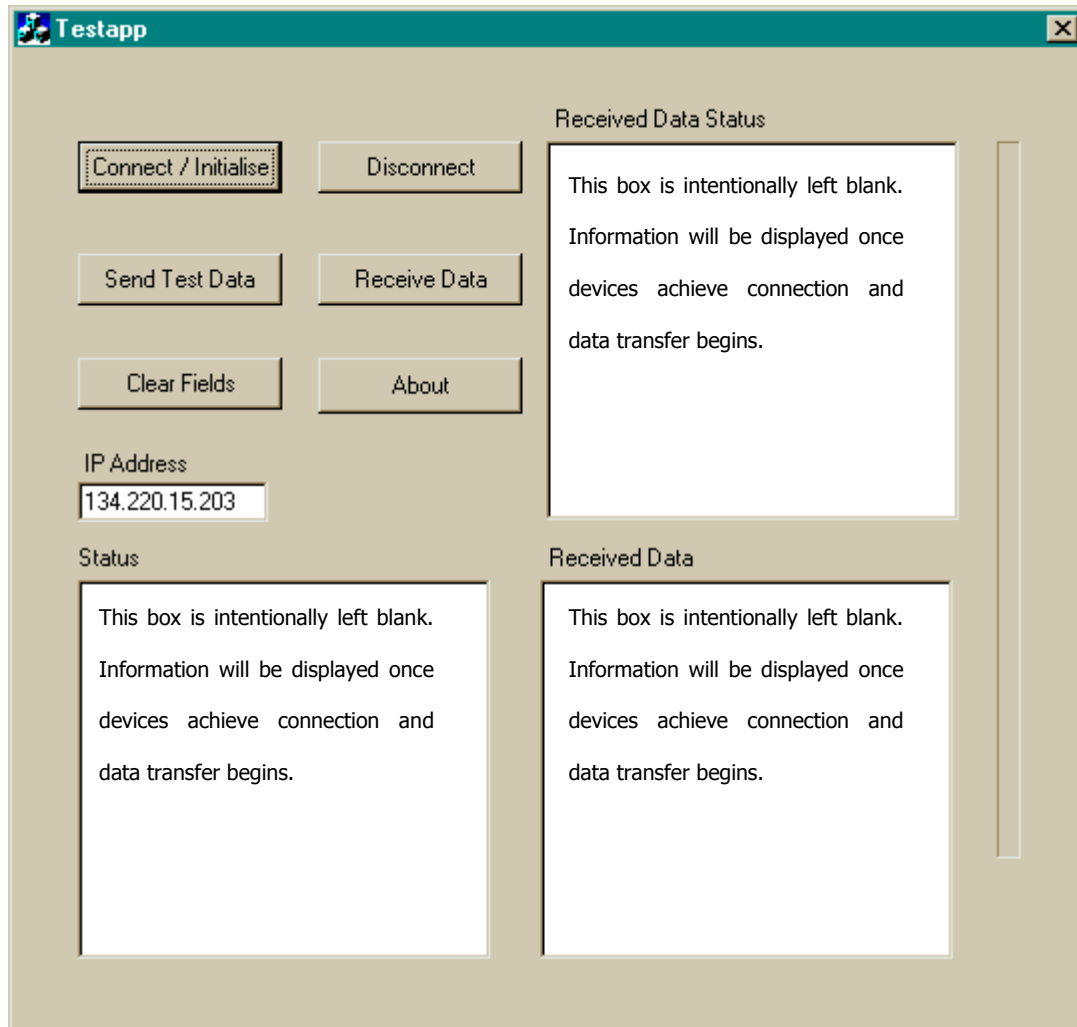 Testapp
Connect / Initialise
Disconnect
Send Test Data
Receive Data
Clear Fields
About
IP Address
134.220.15.203
Received Data Status
This box is intentionally left blank.
Information will be displayed once
devices achieve connection and
data transfer begins.
Status
This box is intentionally left blank.
Information will be displayed once
devices achieve connection and
data transfer begins.
Received Data
This box is intentionally left blank.
Information will be displayed once
devices achieve connection and
data transfer begins.